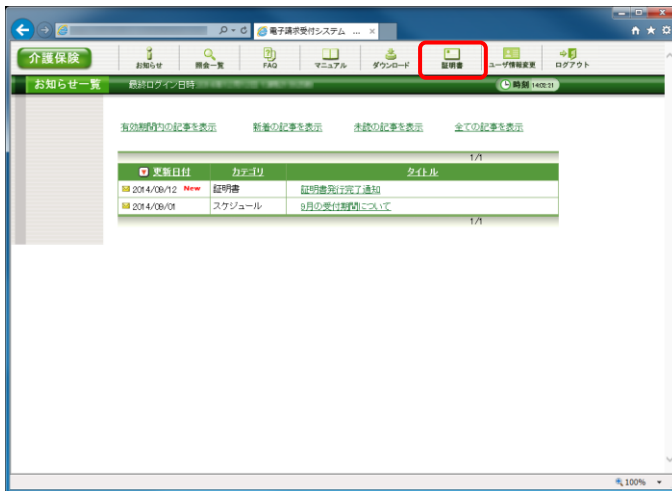 電子請求受付システム ... ×
介護保険
お知らせ 照会一覧 FAQ マニュアル ダウンロード 証明書 ユーザ情報変更 ログアウト
お知らせ一覧 最終ログイン日時 時刻 14:02:21
有効期間内の記事を表示 新着の記事を表示 未読の記事を表示 全ての記事を表示
1/1
更新日付 カテゴリ タイトル
2014/09/12 New 証明書 証明書発行完了通知
2014/09/01 スケジュール 9月の受付期間について
1/1
100%